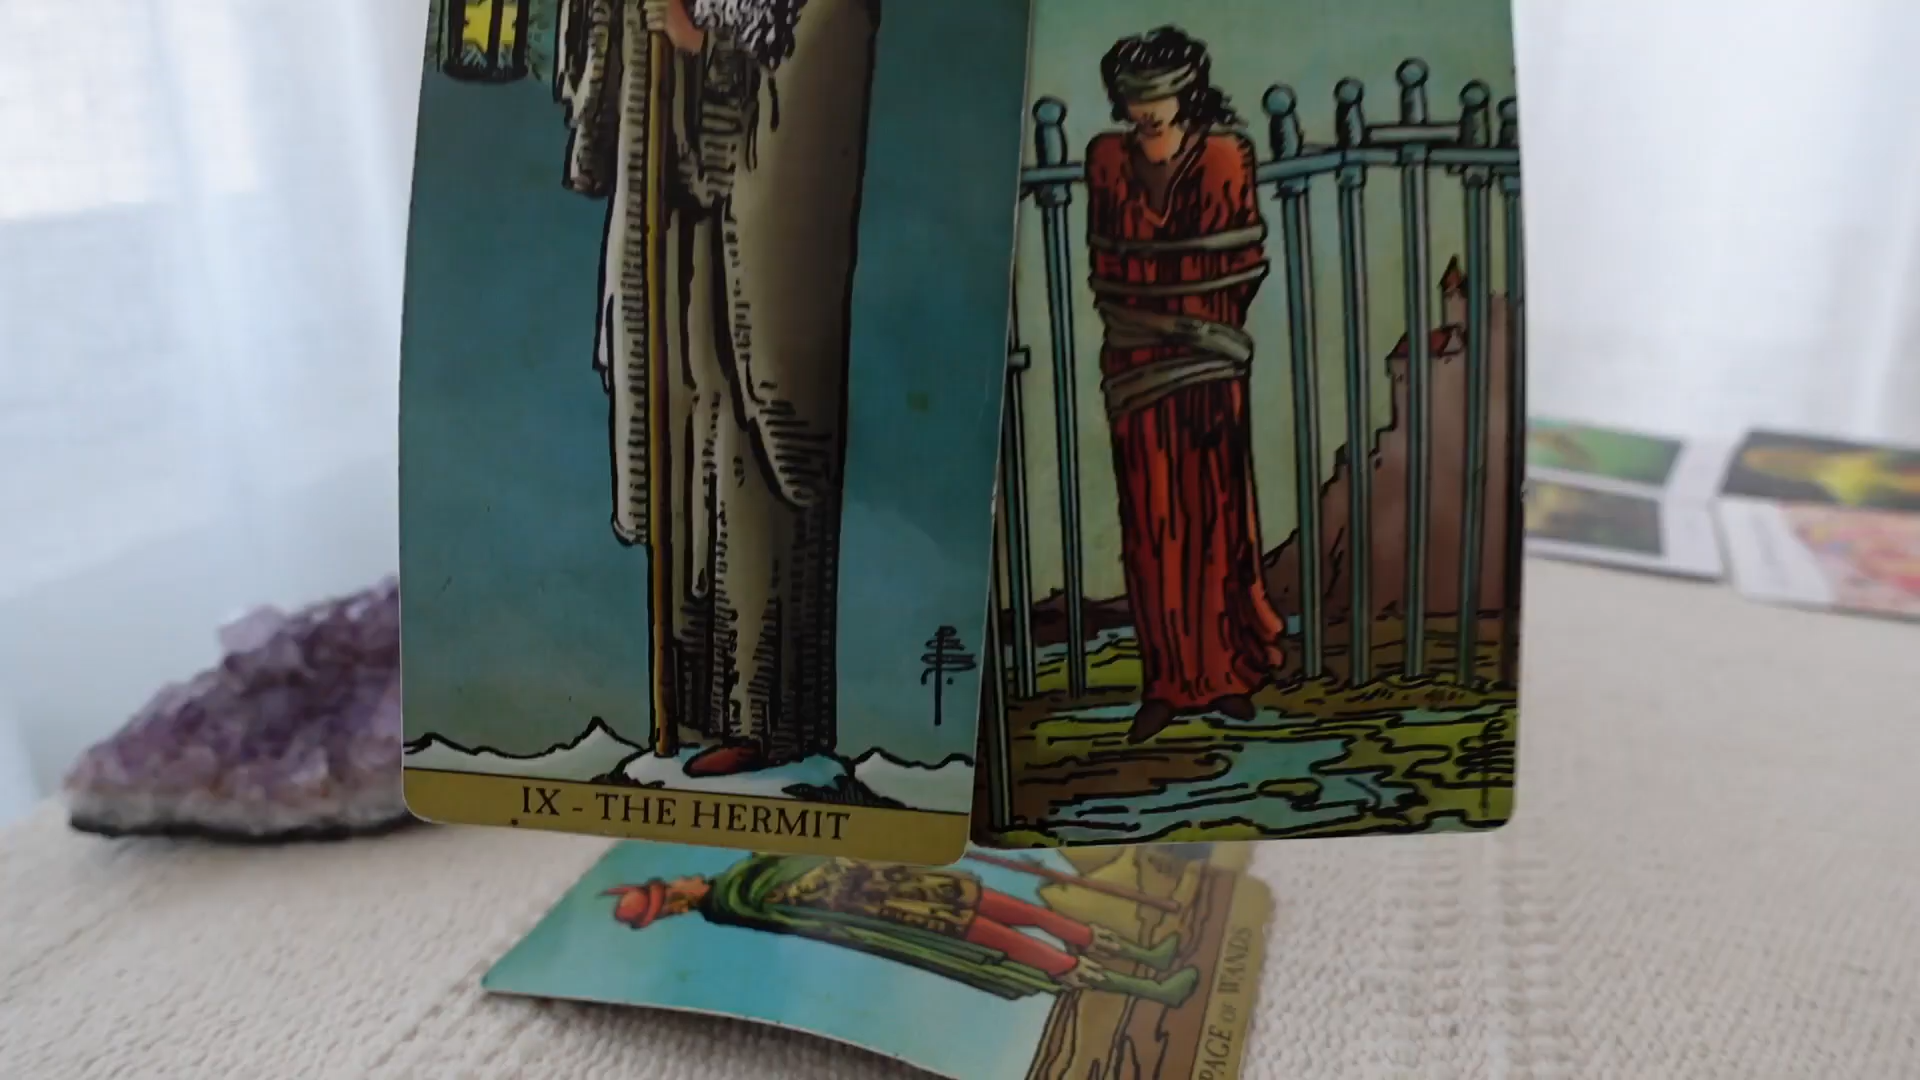 IX - THE HERMIT
PAGE OF WANDS